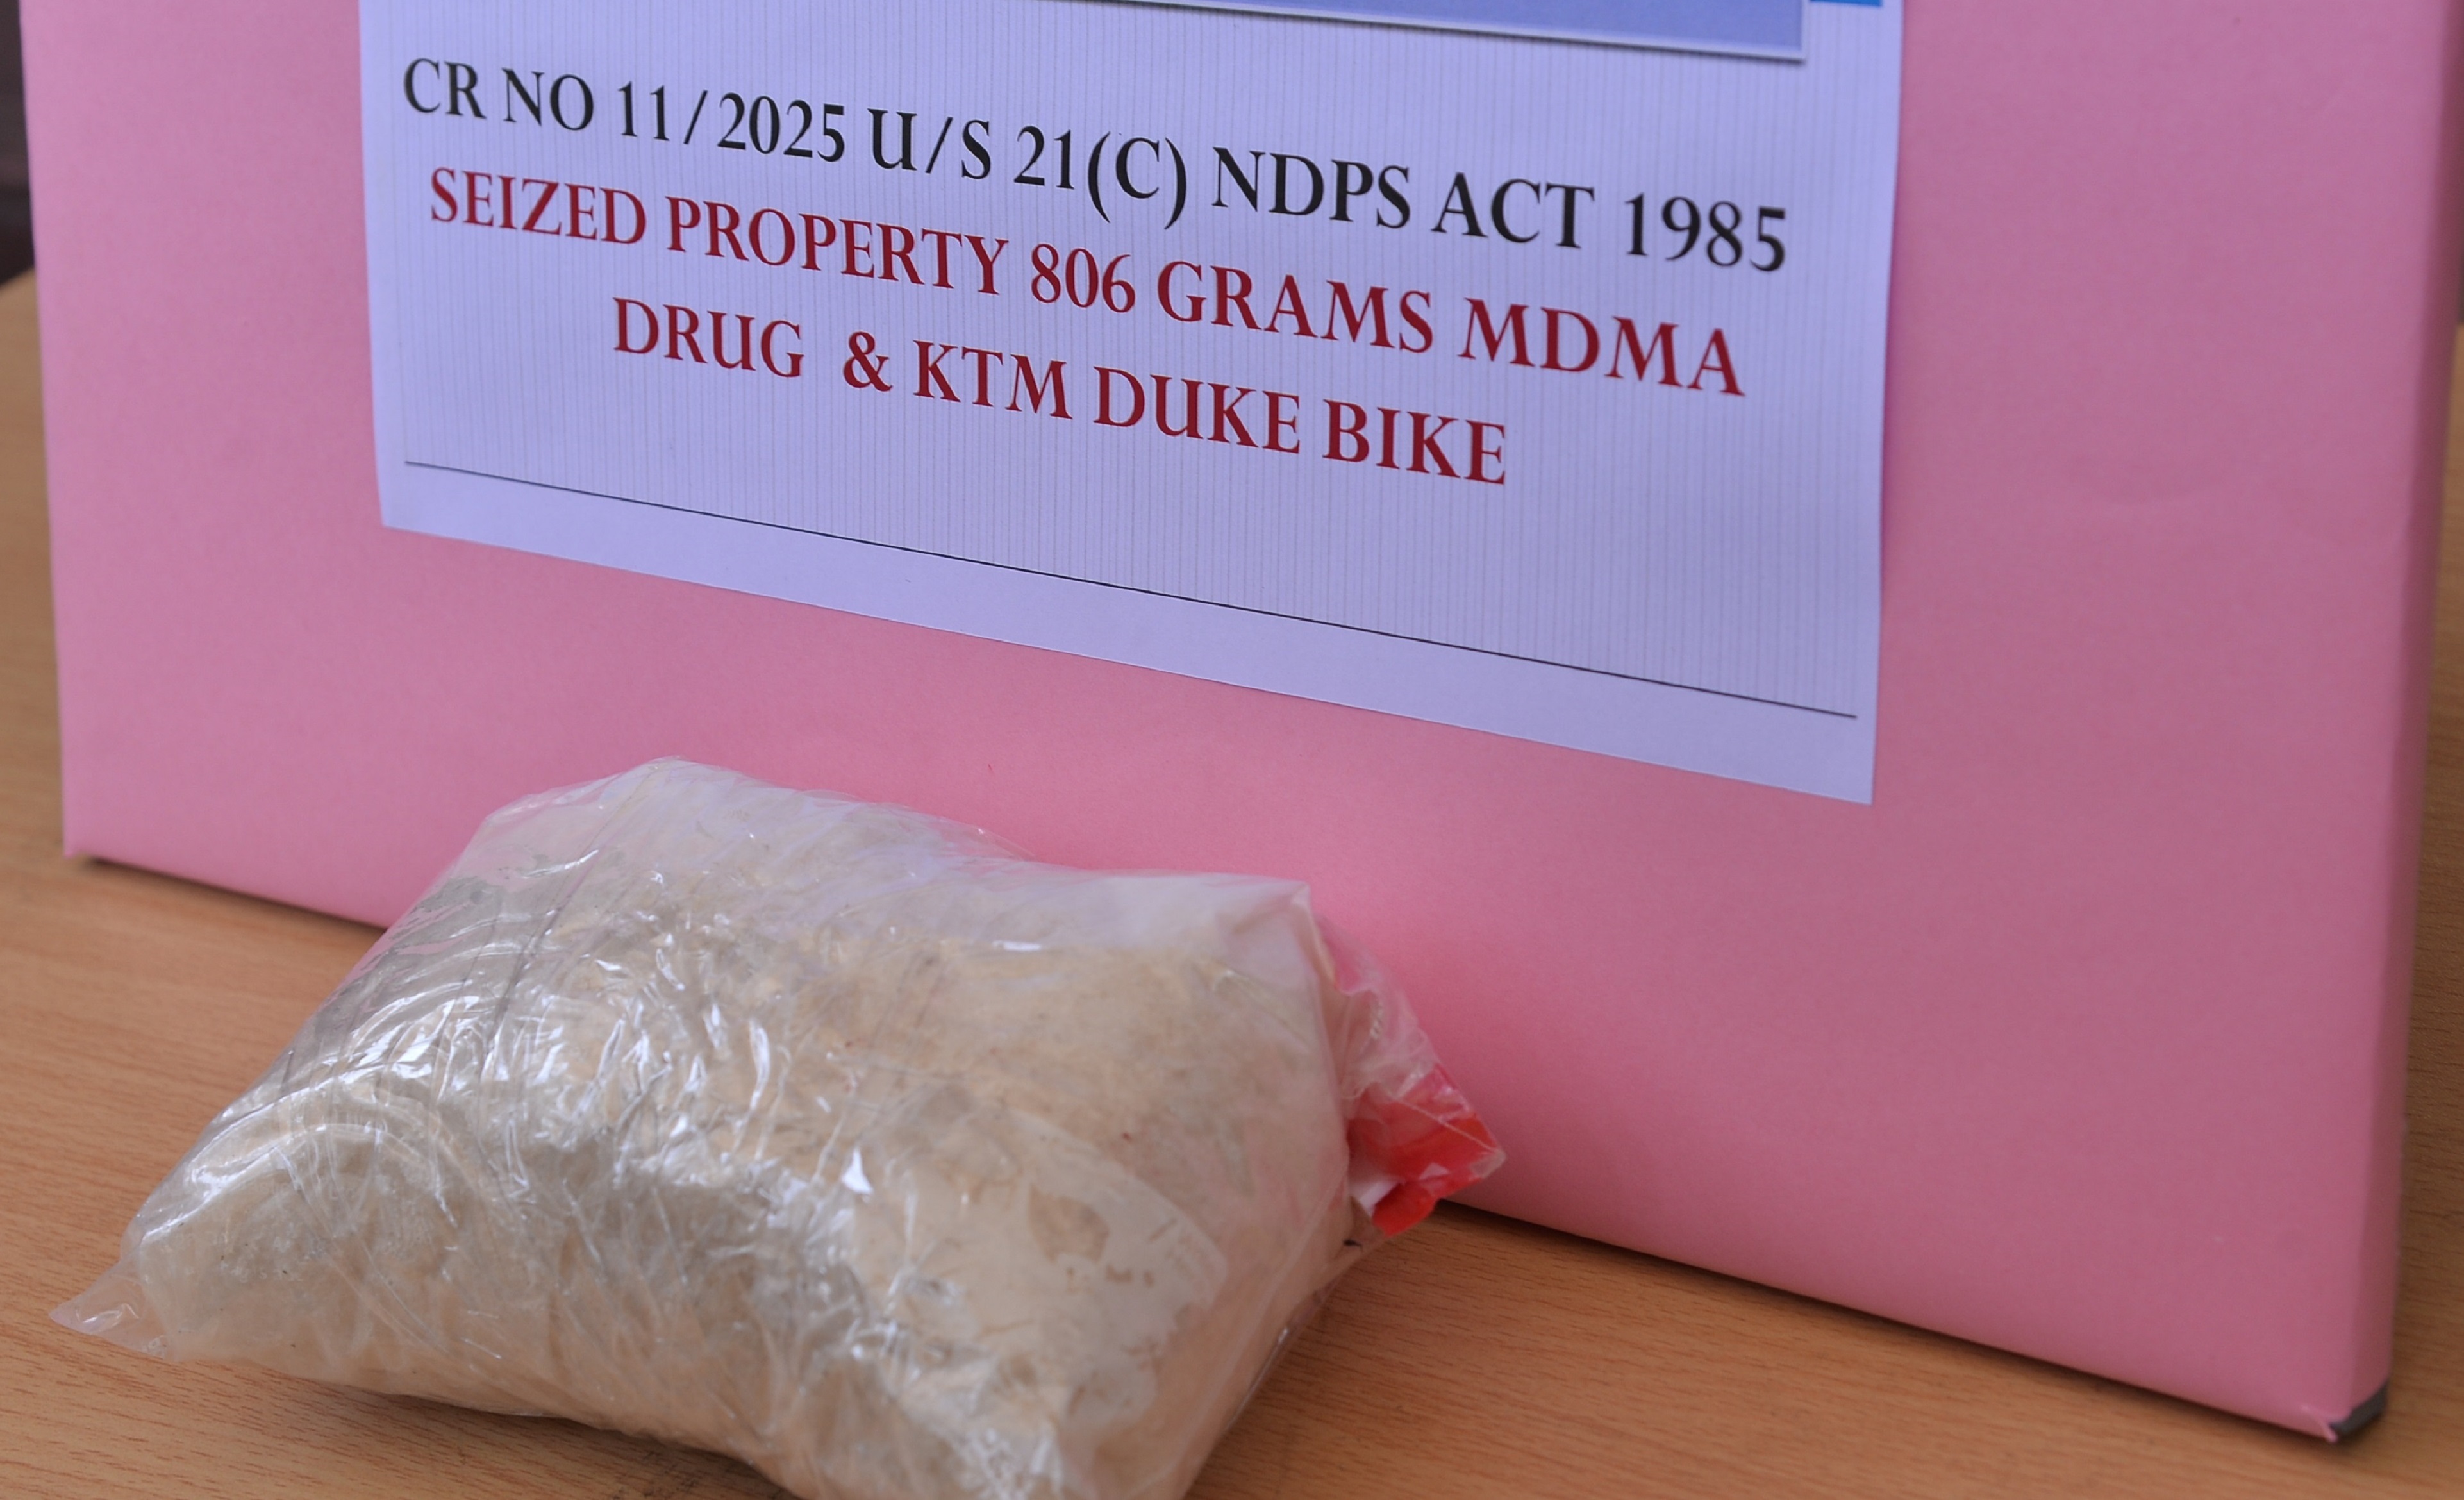 CR NO 11/2025 U/S 21(C) NDPS ACT 1985
SEIZED PROPERTY 806 GRAMS MDMA
DRUG & KTM DUKE BIKE